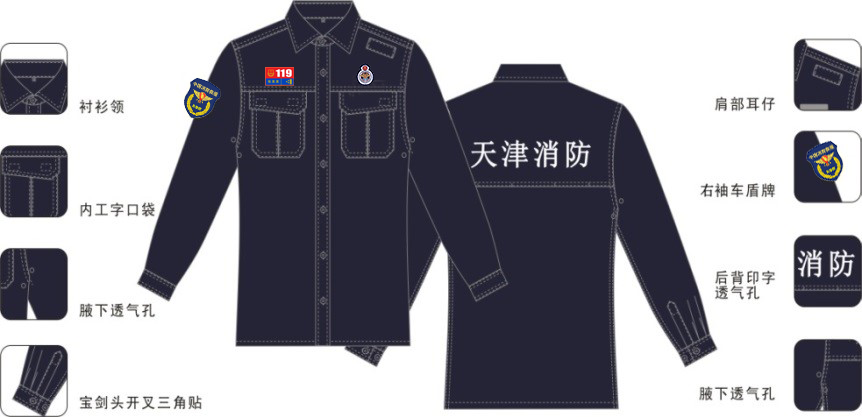 119
天津消防
衬衫领
内工字口袋
腋下透气孔
宝剑头开叉三角贴
肩部耳仔
右袖车盾牌
消防
后背印字
透气孔
腋下透气孔